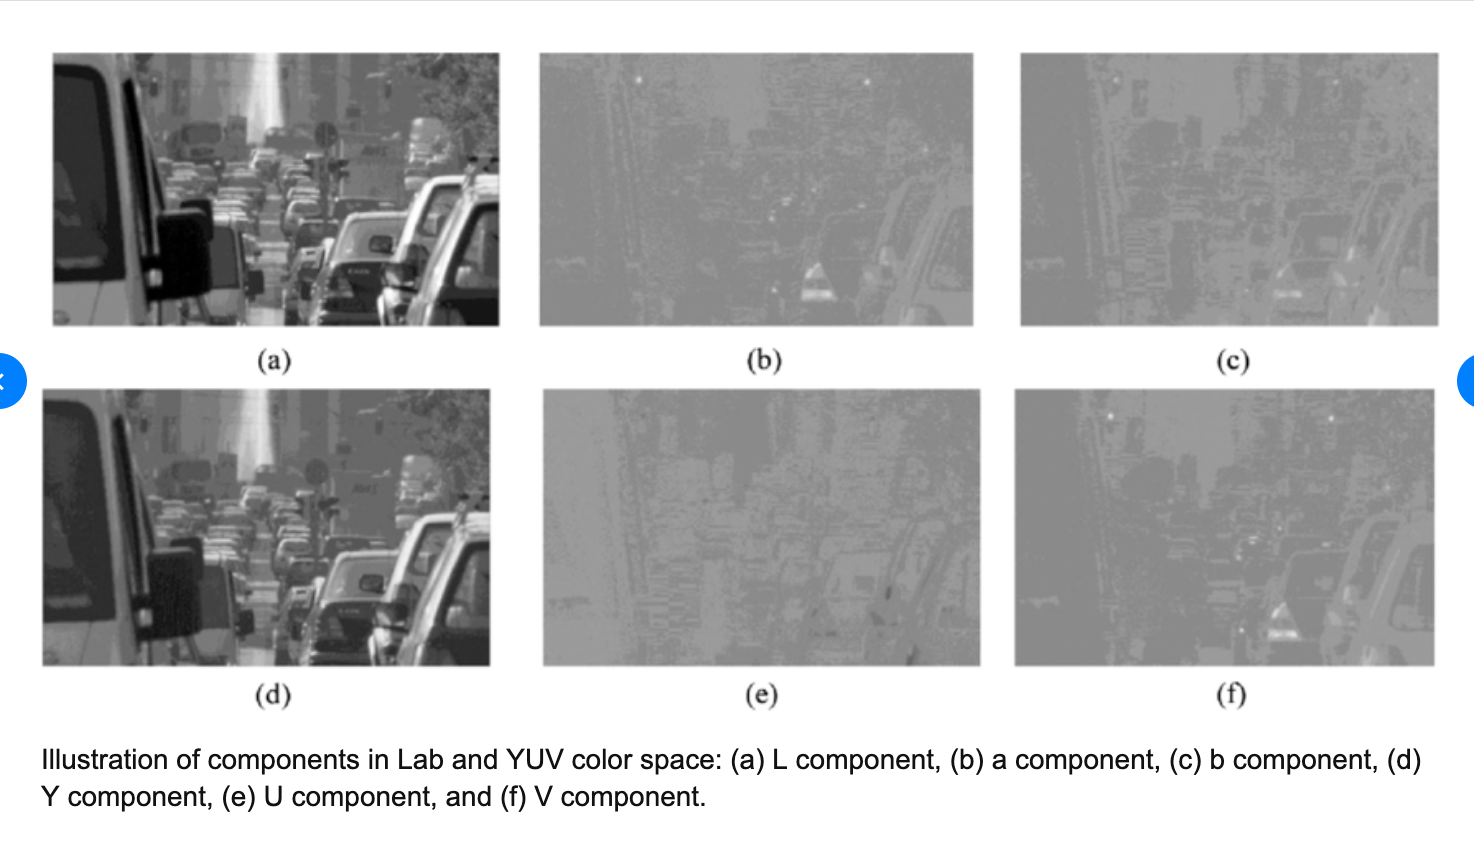 (a)
(b)
(c)
(d)
(e)
(f)
Illustration of components in Lab and YUV color space: (a) L component, (b) a component, (c) b component, (d)
Y component, (e) U component, and (f) V component.